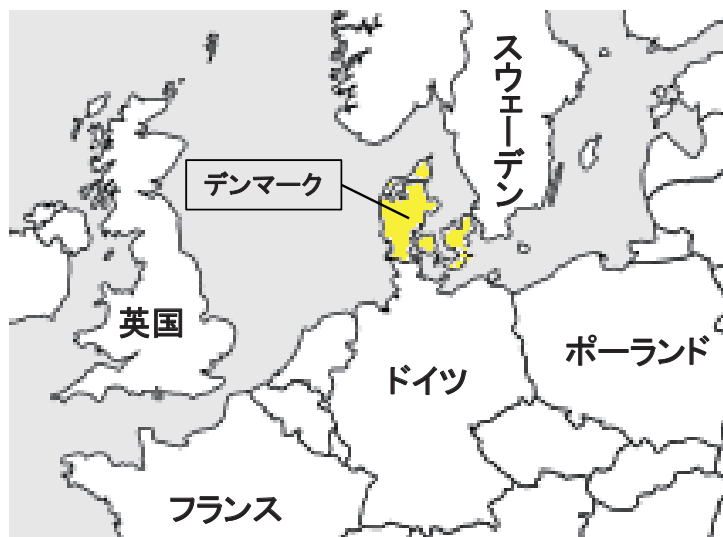 スウェーデン
デンマーク
英国
ポーランド
ドイツ
フランス